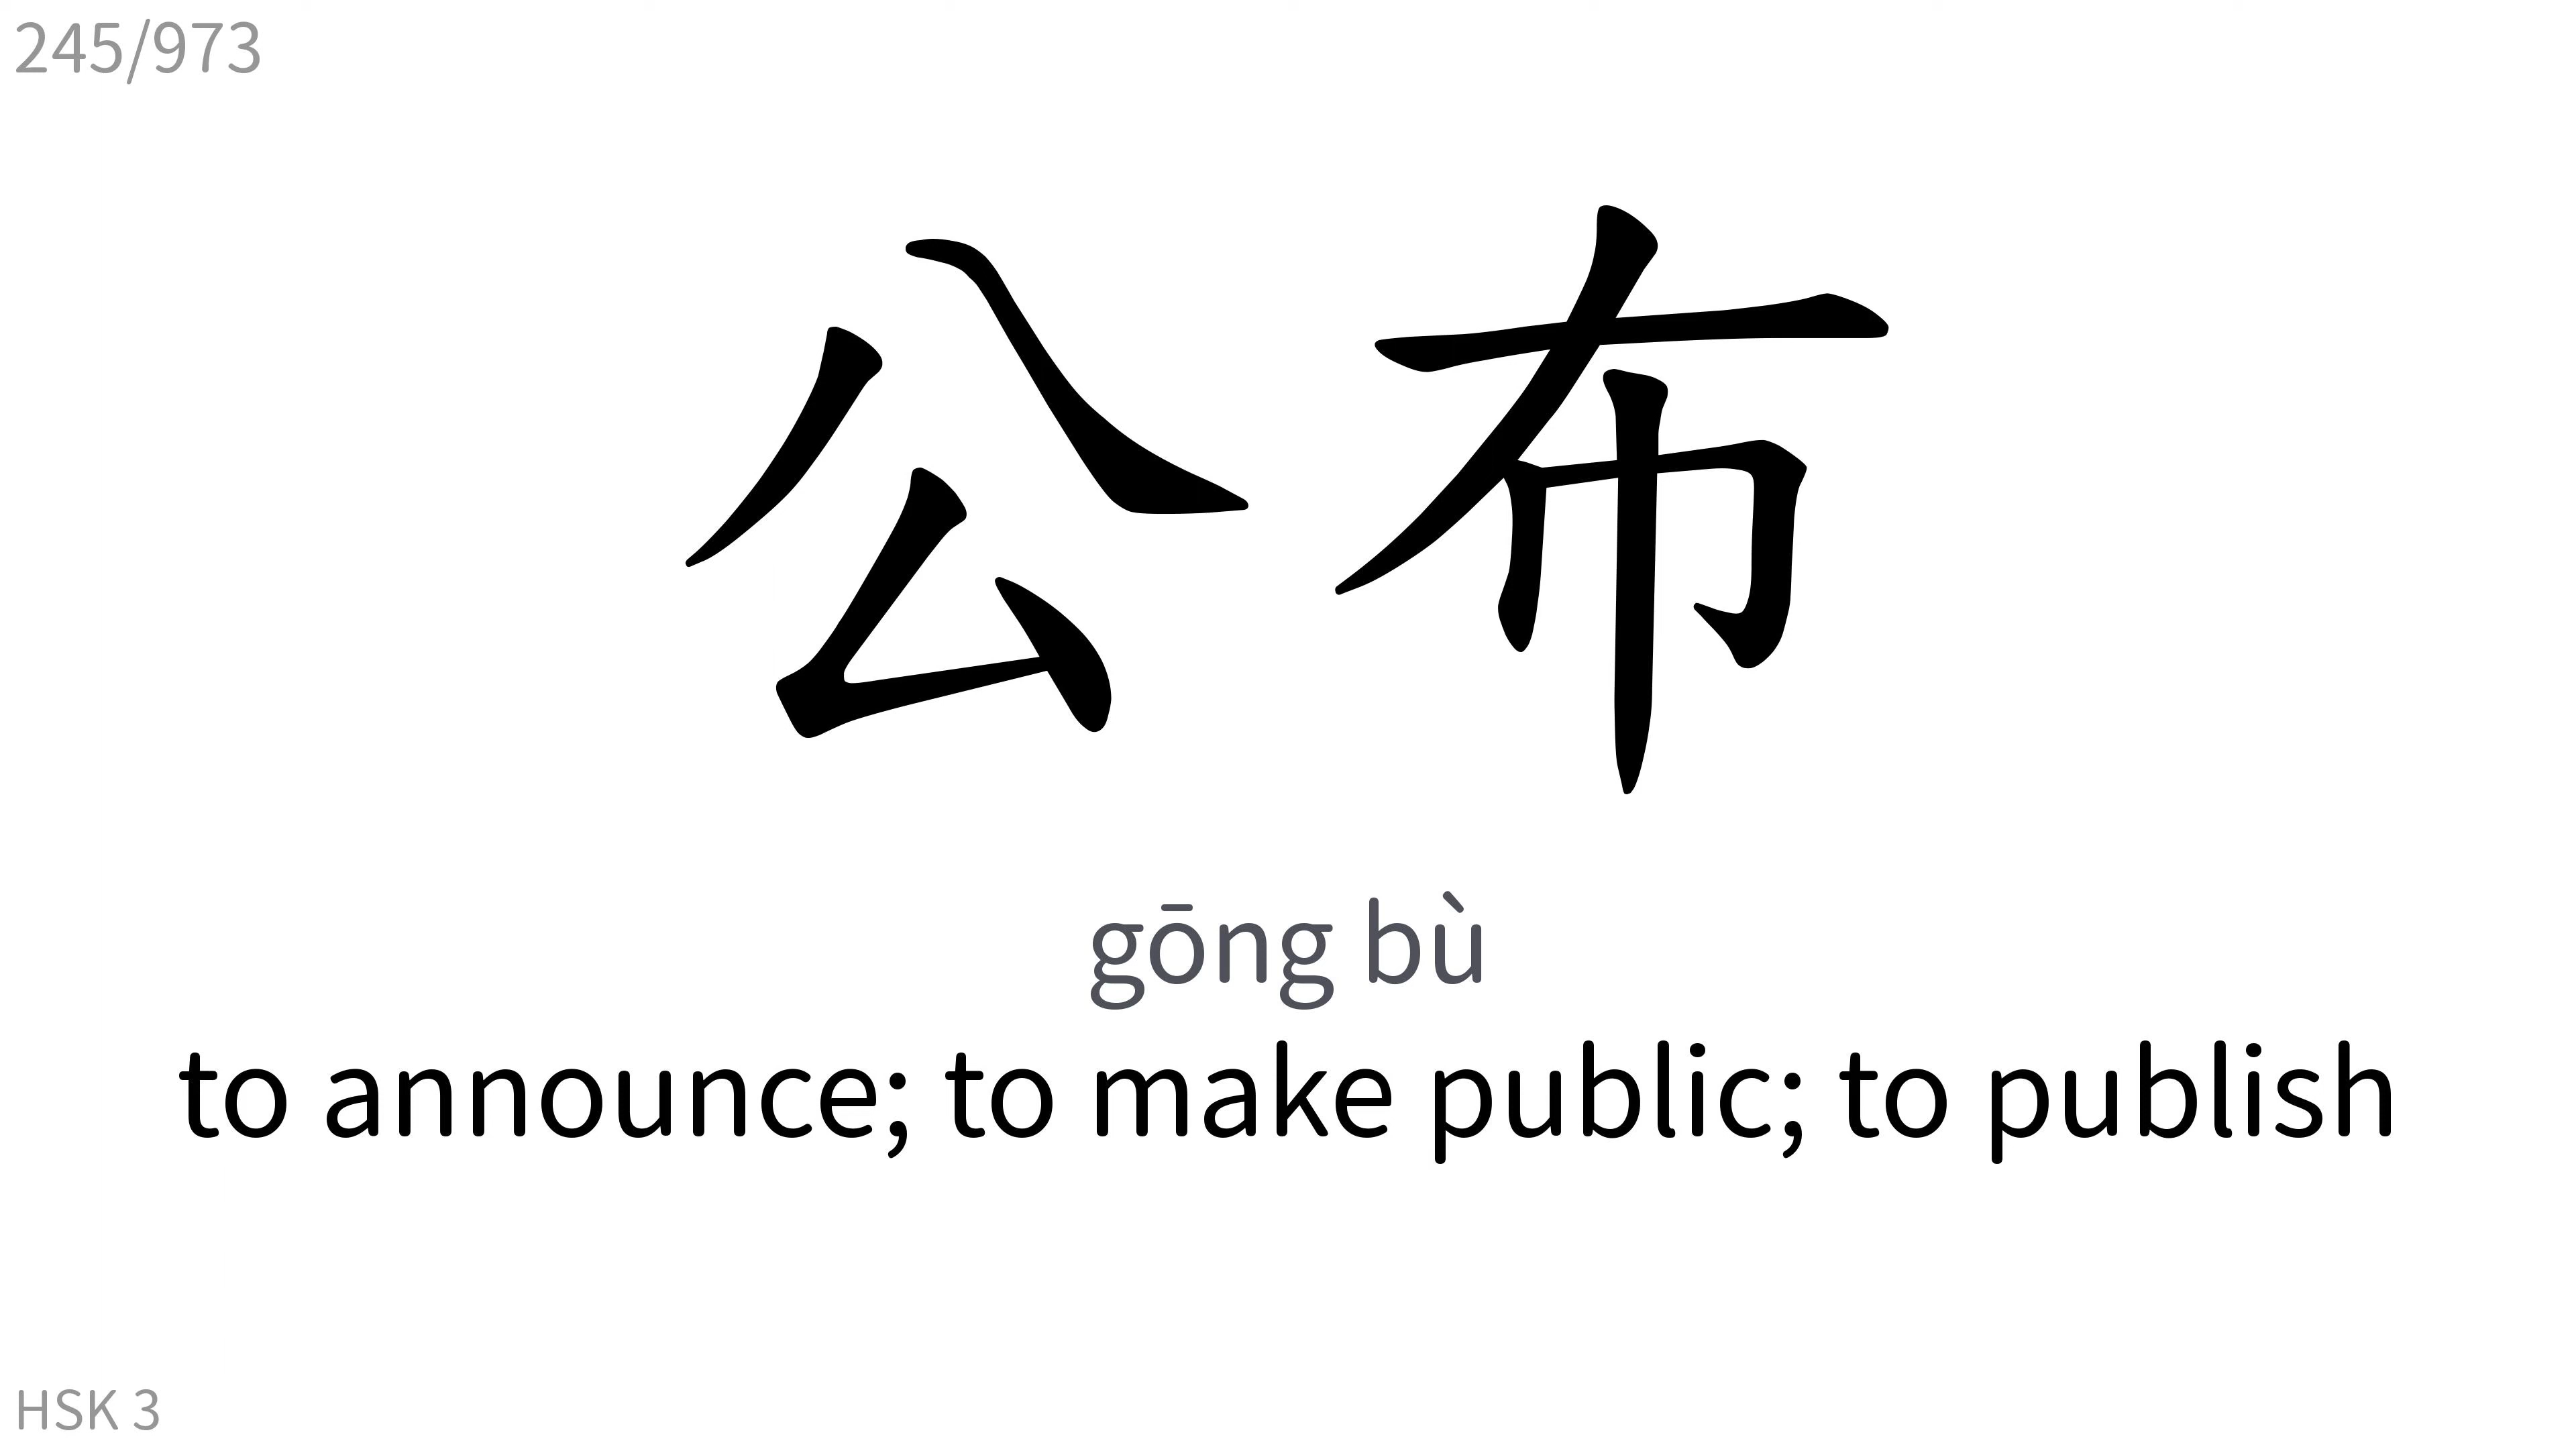 245/973
公布
gōng bù
to announce; to make public; to publish
HSK 3